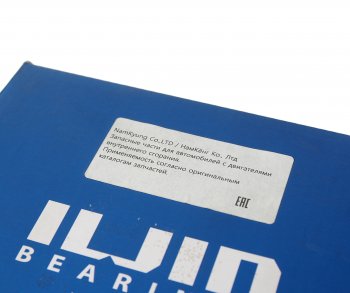 NamKyung Co.,LTD / НамКанг Ко., Лтд
Запасные части для автомобилей с двигателями
внутреннего сгорания.
Применяемость согласно оригинальным
каталогам запчастей.
EAC
ILJIN